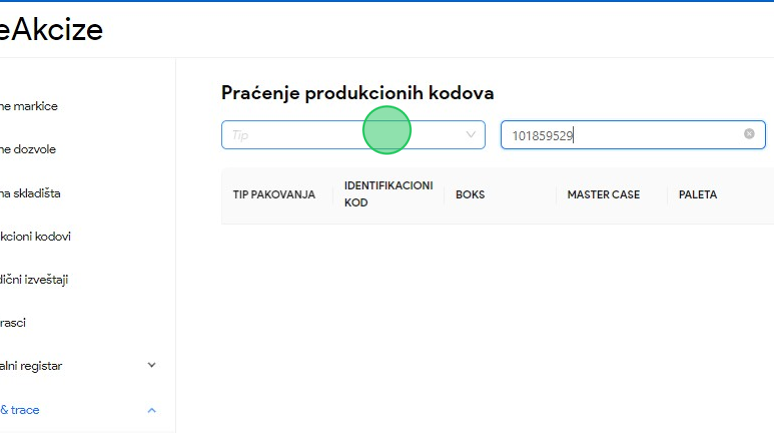 eAkcize
ne markice
ne dozvole
na skladišta
kcioni kodovi
dični izveštaji
rasci
alni registar
& trace
Praćenje produkcionih kodova
Tip
101859529
TIP PAKOVANJA
IDENTIFIKACIONI
KOD
BOKS
MASTER CASE
PALETA